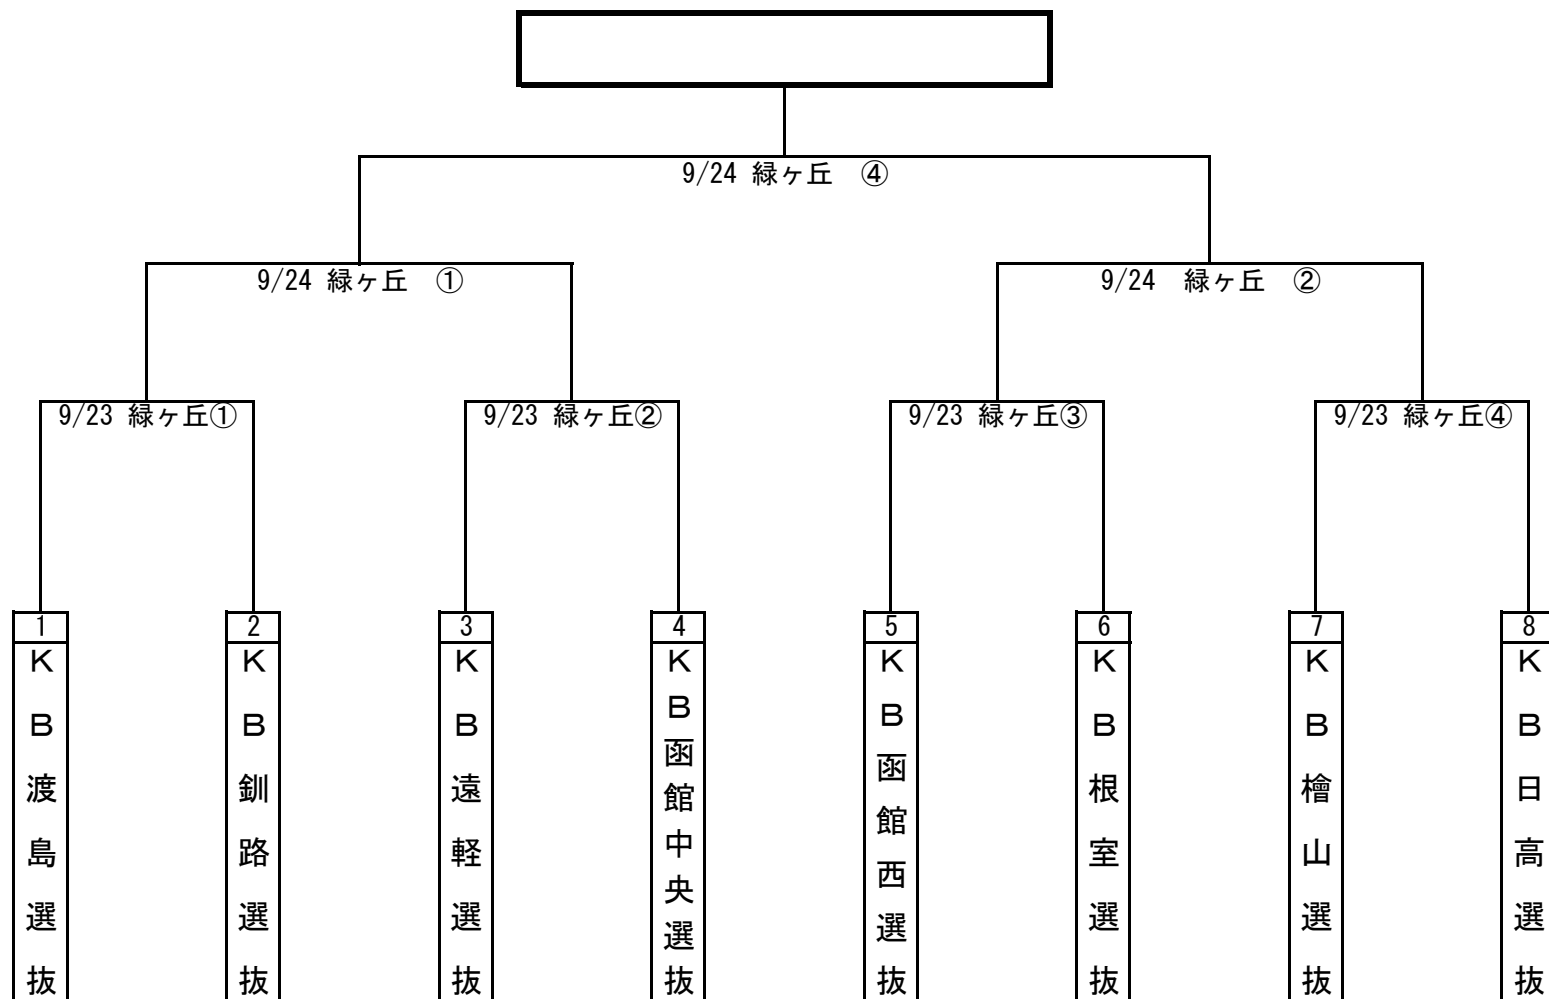 9/24 緑ヶ丘　④
9/24 緑ヶ丘　①
9/24　緑ヶ丘　②
9/23 緑ヶ丘①
9/23 緑ヶ丘②
9/23 緑ヶ丘③
9/23 緑ヶ丘④
1
2
3
4
5
6
7
8
ＫＢ渡島選抜
ＫＢ釧路選抜
ＫＢ遠軽選抜
ＫＢ函館中央選抜
ＫＢ函館西選抜
ＫＢ根室選抜
ＫＢ檜山選抜
ＫＢ日高選抜